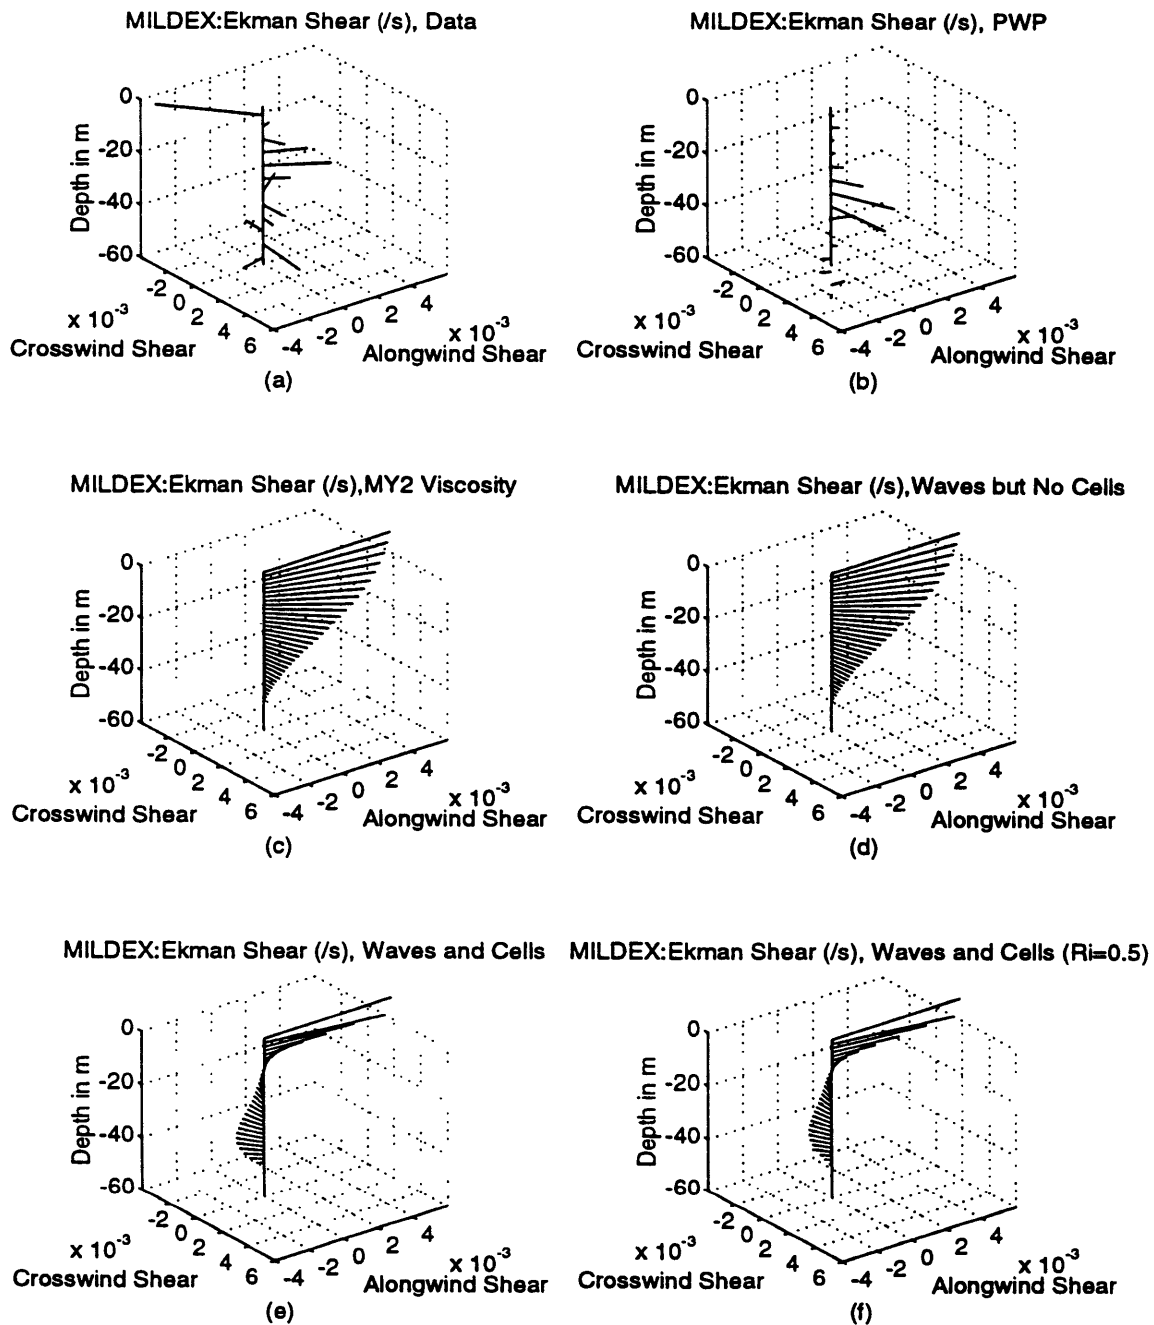 MILDEX:Ekman Shear (/s), Data
0
-20
-40
-60
Depth in m
-2
0
2
4
6
x 10-3
Crosswind Shear
-4
-2
0
2
4
x 10-3
Alongwind Shear
(a)
MILDEX:Ekman Shear (/s), PWP
0
-20
-40
-60
Depth in m
-2
0
2
4
6
x 10-3
Crosswind Shear
-4
-2
0
2
4
x 10-3
Alongwind Shear
(b)
MILDEX:Ekman Shear (/s),MY2 Viscosity
0
-20
-40
-60
Depth in m
-2
0
2
4
6
x 10-3
Crosswind Shear
-4
-2
0
2
4
x 10-3
Alongwind Shear
(c)
MILDEX:Ekman Shear (/s),Waves but No Cells
0
-20
-40
-60
Depth in m
-2
0
2
4
6
x 10-3
Crosswind Shear
-4
-2
0
2
4
x 10-3
Alongwind Shear
(d)
MILDEX:Ekman Shear (/s), Waves and Cells
0
-20
-40
-60
Depth in m
-2
0
2
4
6
x 10-3
Crosswind Shear
-4
-2
0
2
4
x 10-3
Alongwind Shear
(e)
MILDEX:Ekman Shear (/s), Waves and Cells (Ri=0.5)
0
-20
-40
-60
Depth in m
-2
0
2
4
6
x 10-3
Crosswind Shear
-4
-2
0
2
4
x 10-3
Alongwind Shear
(f)